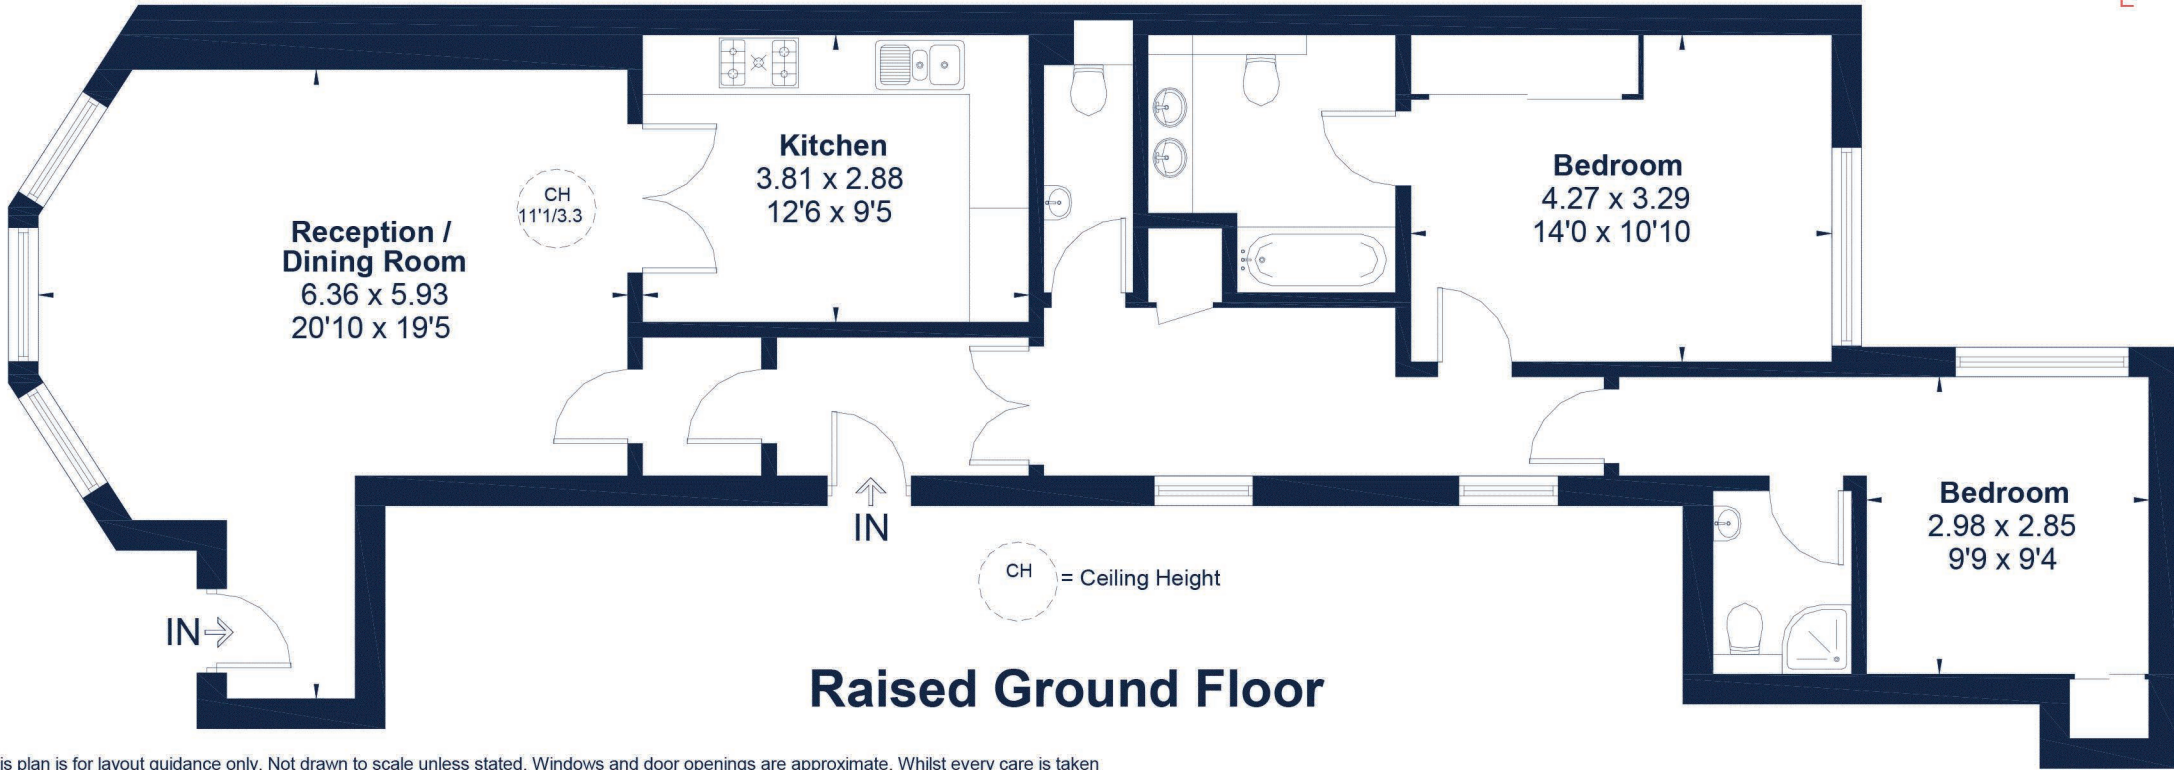 Kitchen
3.81 x 2.88
12'6 x 9'5
Bedroom
4.27 x 3.29
14'0 x 10'10
CH
11'1/3.3
Reception /
Dining Room
6.36 x 5.93
20'10 x 19'5
Bedroom
2.98 x 2.85
9'9 x 9'4
IN
CH
= Ceiling Height
IN
Raised Ground Floor
is plan is for layout guidance only. Not drawn to scale unless stated. Windows and door openings are approximate. Whilst every care is taken